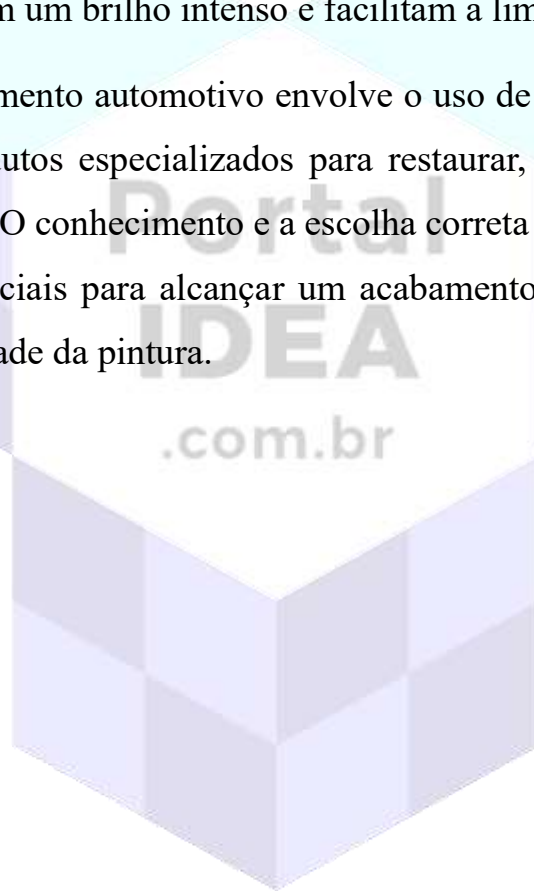 m um brilho intenso e facilitam a lim
mento automotivo envolve o uso de
utos especializados para restaurar,
O conhecimento e a escolha correta
ciais para alcançar um acabamento
ade da pintura.
Portal
IDEA
.com.br